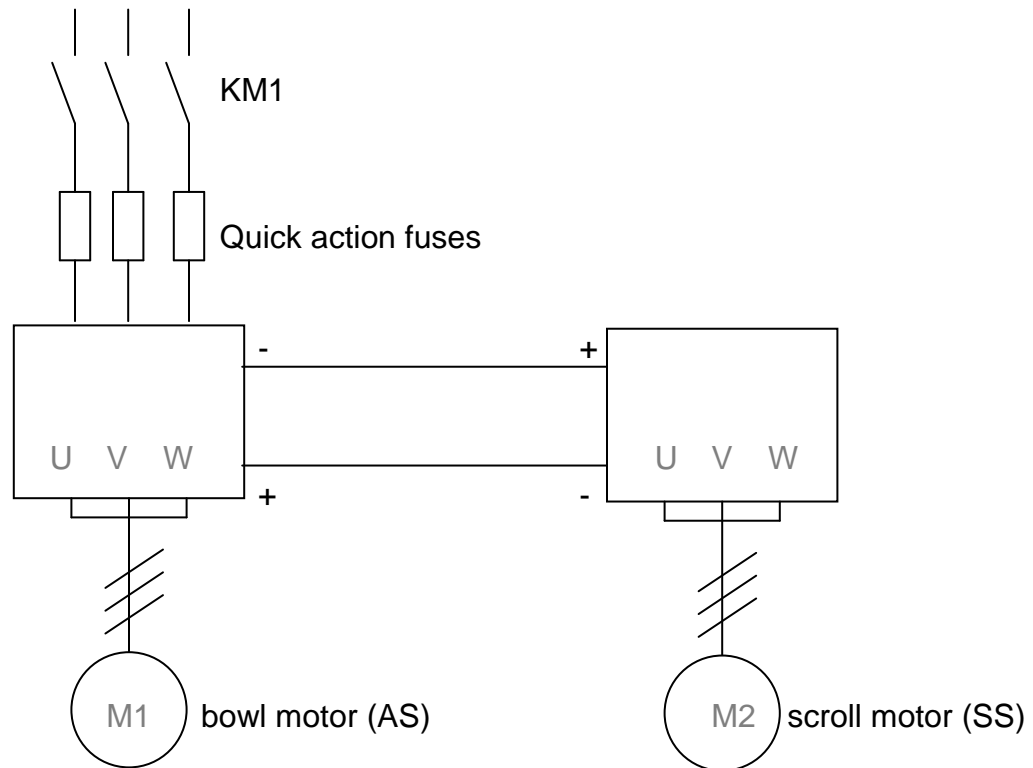 KM1
Quick action fuses
- +
U V W U V W
+ -
M1 bowl motor (AS) M2 scroll motor (SS)